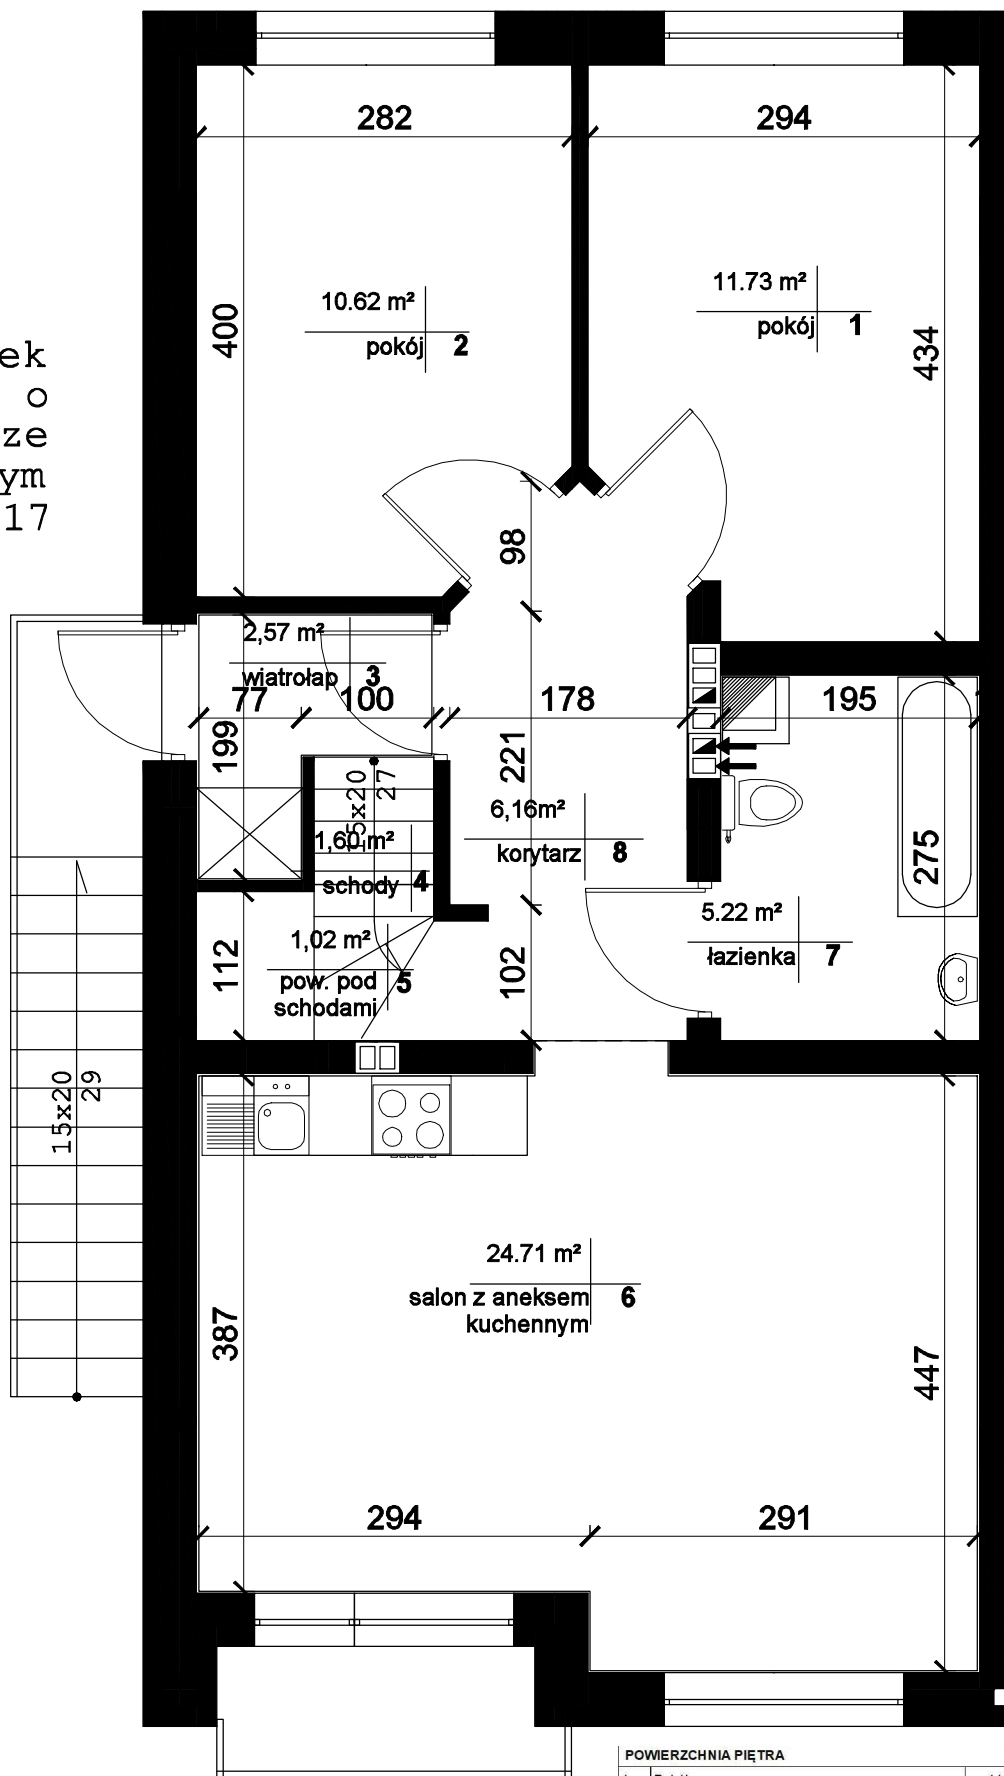 282
294
11.73 m²
pokój 1
10.62 m²
pokój 2
400
434
ek
o
ze
ym
17
98
2,57 m²
wiatrołap 3
77
100
178
195
199
221
15x20
27
6,16m²
korytarz 8
1,60 m²
schody 4
275
5.22 m²
łazienka 7
1,02 m²
pow. pod 5
schodami
112
102
15x20
29
24.71 m²
salon z aneksem 6
kuchennym
387
447
294
291
POWIERZCHNIA PIĘTRA